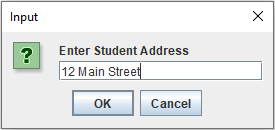 Input
Enter Student Address
12 Main Street
OK Cancel